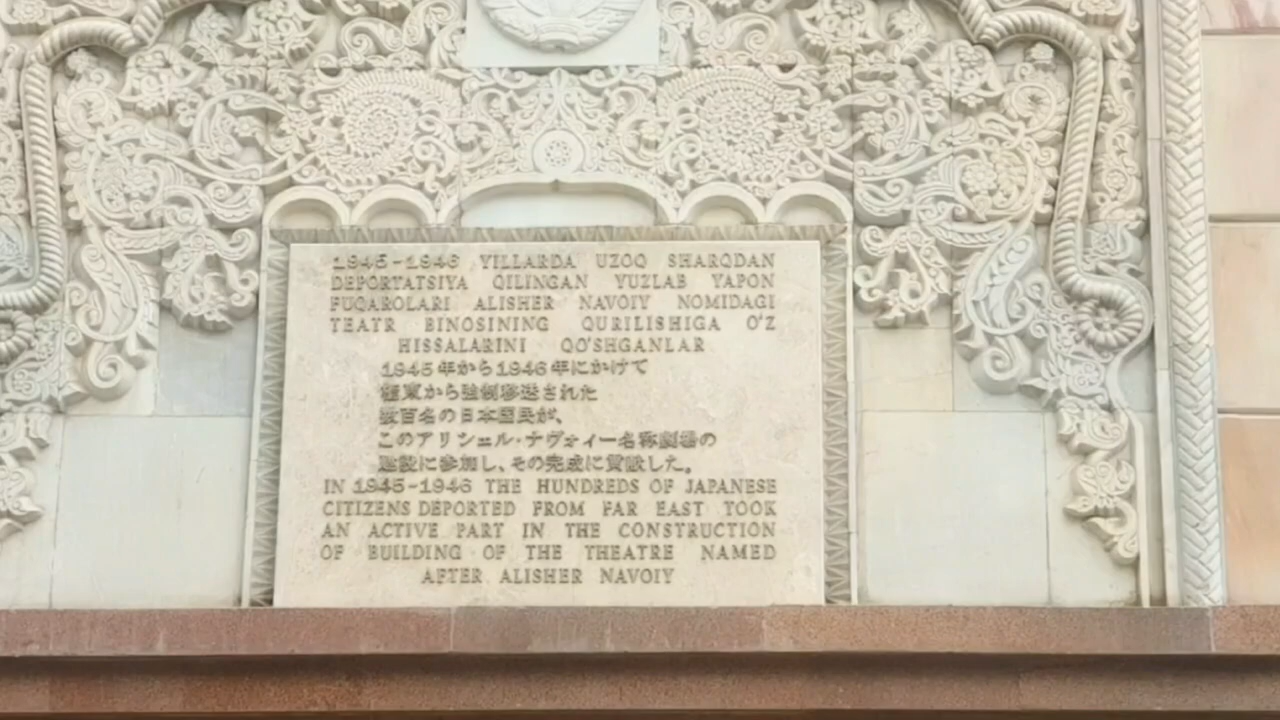 1945-1946 YILLARDA UZOQ SHARQDAN
DEPORTATSIYA QILINGAN YUZLAB YAPON
FUQAROLARI ALISHER NAVOIY NOMIDAGI
TEATR BINOSINING QURILISHIGA O'Z
HISSALARINI QO'SHGANLAR
1945年から1946年にかけて
極東から強制移送された
数百名の日本国民が、
このアリシェル・ナヴォィー名称劇場の
建設に参加し、その完成に貢献した。
IN 1945-1946 THE HUNDREDS OF JAPANESE
CITIZENS DEPORTED FROM FAR EAST TOOK
AN ACTIVE PART IN THE CONSTRUCTION
OF BUILDING OF THE THEATRE NAMED
AFTER ALISHER NAVOIY